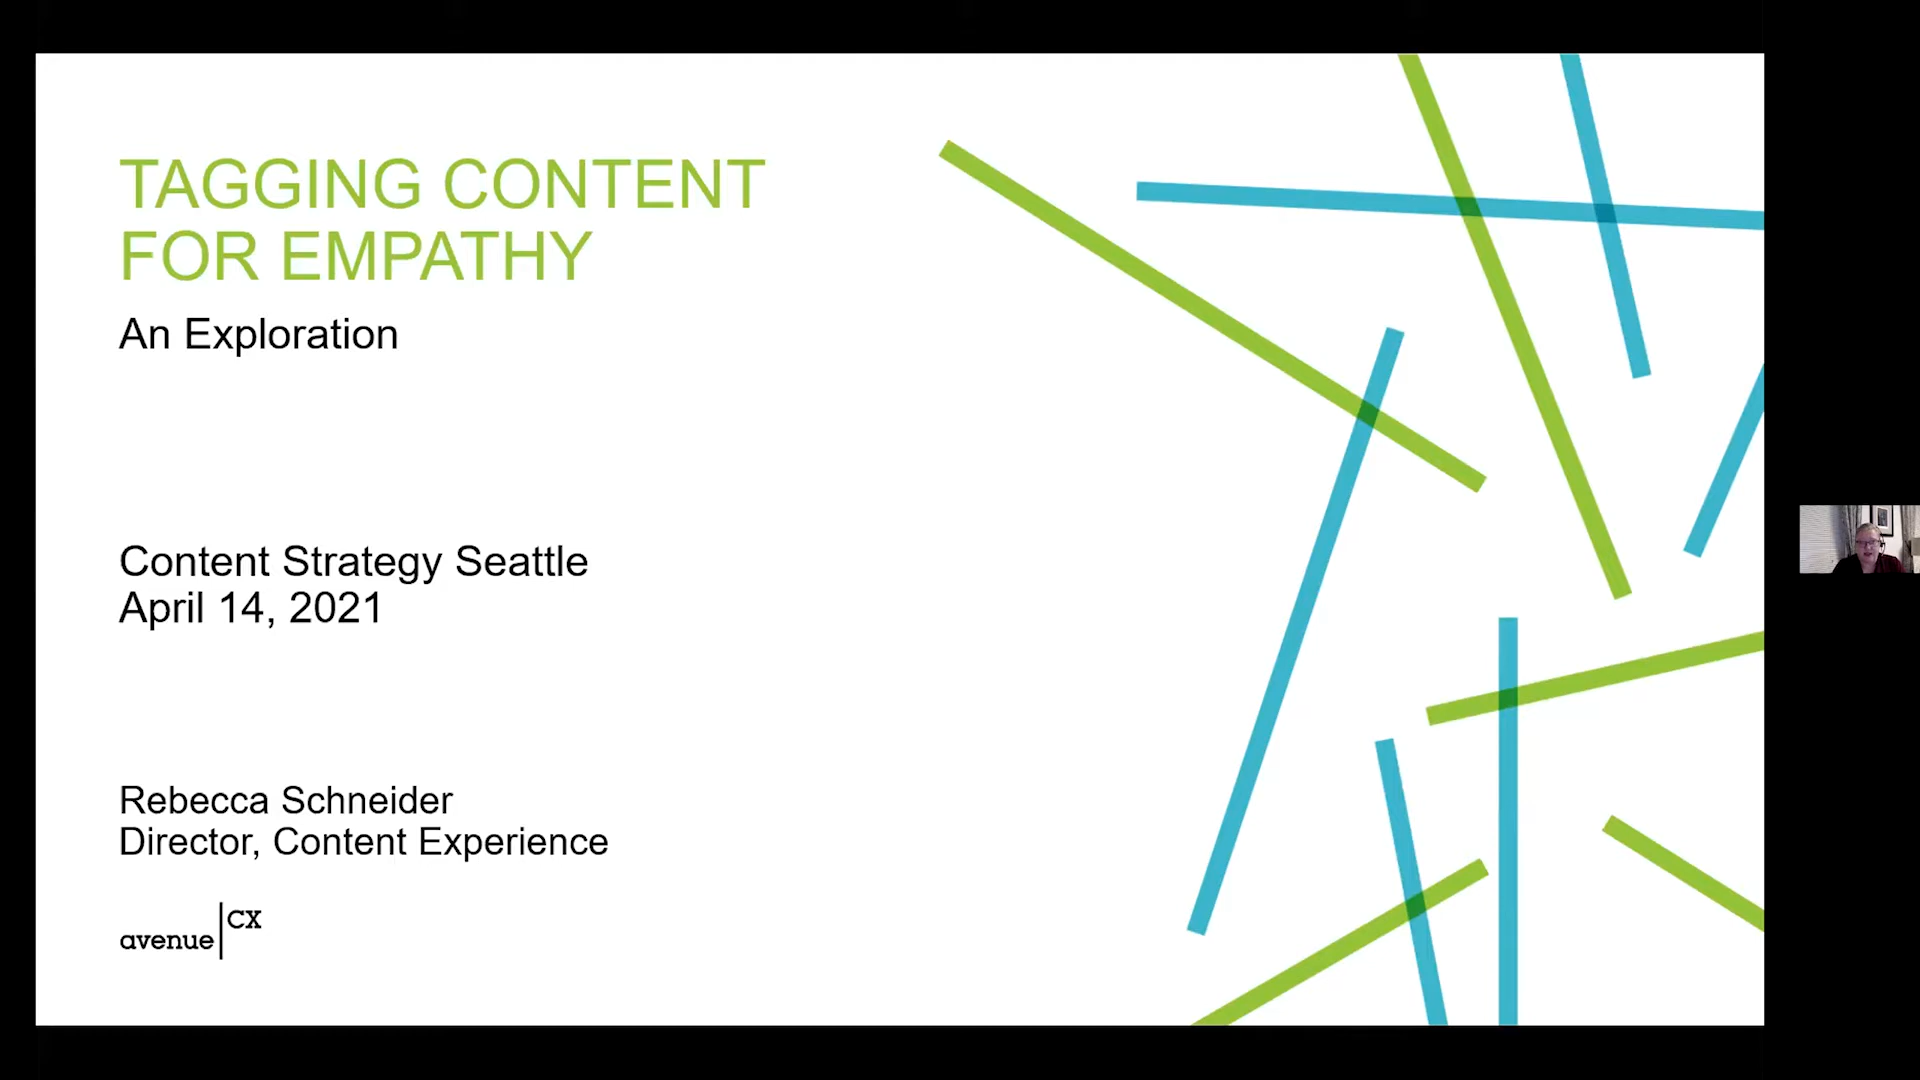 TAGGING CONTENT
FOR EMPATHY
An Exploration
Content Strategy Seattle
April 14, 2021
Rebecca Schneider
Director, Content Experience
avenue CX